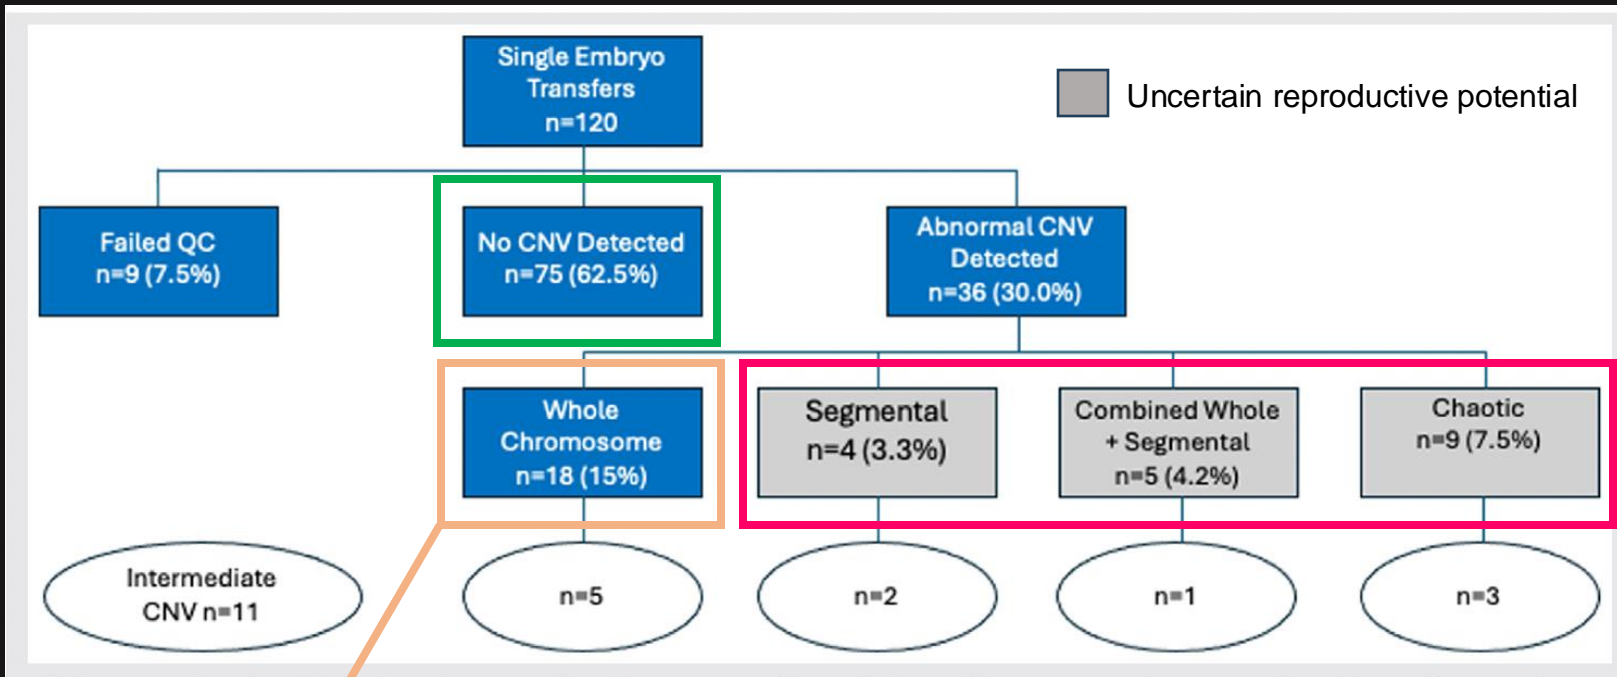 Single Embryo
Transfers
n=120
Uncertain reproductive potential
Failed QC
n=9 (7.5%)
No CNV Detected
n=75 (62.5%)
Abnormal CNV
Detected
n=36 (30.0%)
Whole
Chromosome
n=18 (15%)
Segmental
n=4 (3.3%)
Combined Whole
+ Segmental
n=5 (4.2%)
Chaotic
n=9 (7.5%)
Intermediate
CNV n=11
n=5
n=2
n=1
n=3